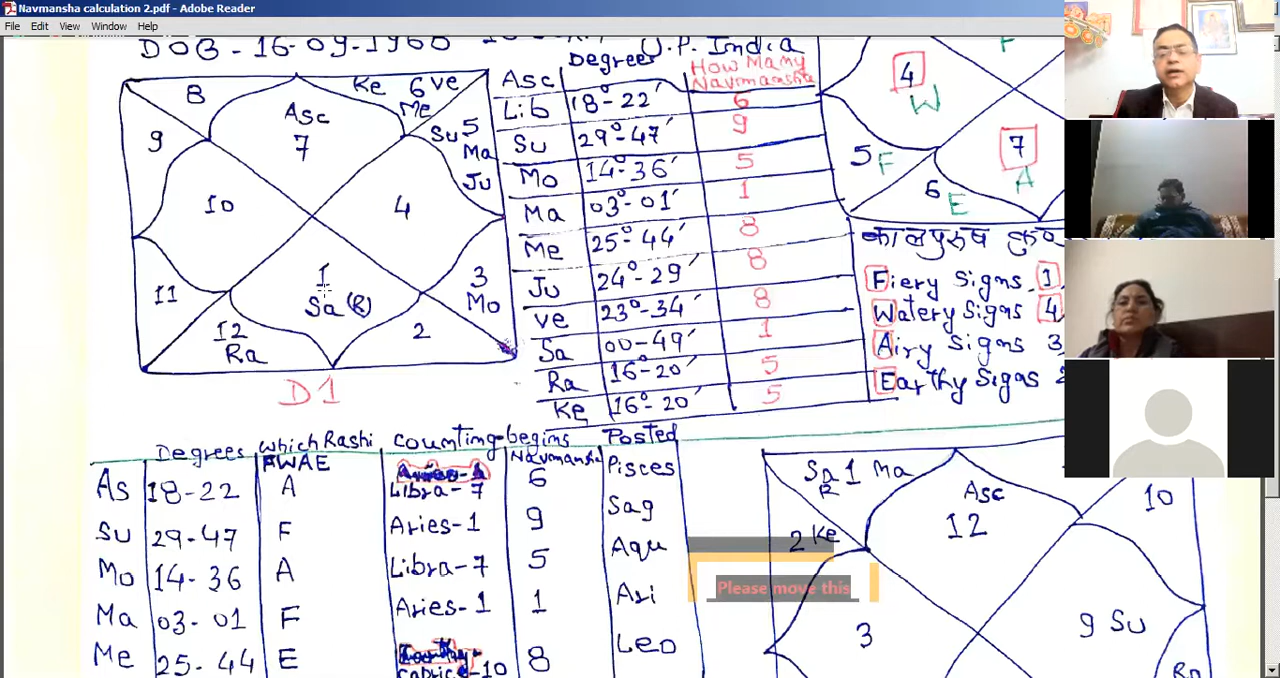 Navmansha calculation 2.pdf - Adobe Reader
File Edit View Window Help
DOB - 16-09-1960
U.P. India
8
Ke 6 Ve
Me
Asc
7
9
Su 5
Ma
Ju
10
4
11
1
Sa (R)
3
Mo
12
Ra
2
D1
Asc Degrees How Many Navmansha
Lib 18°-22′ 6
Su 29°-47′ 9
Mo 14°-36′ 5
Ma 03°-01′ 1
Me 25°-44′ 8
Ju 24°-29′ 8
Ve 23°-34′ 8
Sa 00-49′ 1
Ra 16°-20′ 5
Ke 16°-20′ 5
F
4
W
5 F
7
A
6 E
कालपुरुष
Fiery Signs 1
Watery Signs 4
Airy Signs 3,
Earthy Signs 2
Degrees Which Rashi Counting begins Navmansha Posted
FWAE
As 18-22 A Libra-7 6 Pisces
Su 29-47 F Aries-1 9 Sag
Mo 14-36 A Libra-7 5 Aqu
Ma 03-01 F Aries-1 1 Ari
Me 25-44 E Capric-10 8 Leo
Sa 1 Ma
R
Asc
12
10
2 Ke
3
9 Su
Ra
Please move this